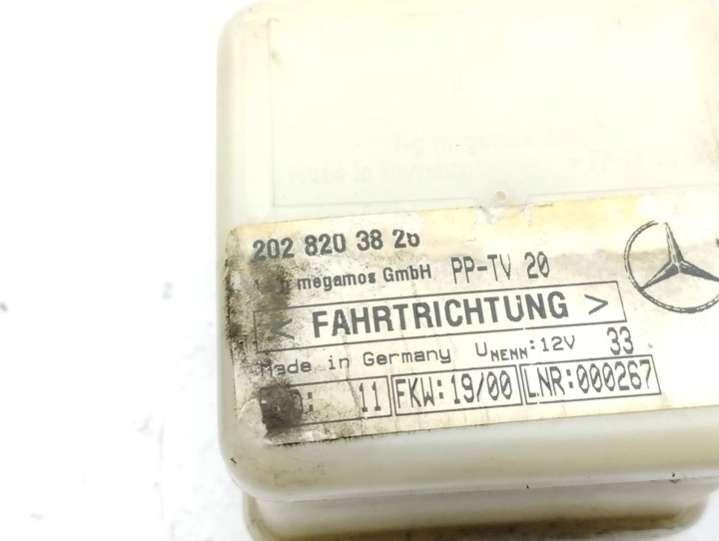 202 820 38 26
megamos GmbH PP-TV 20
< FAHRTRICHTUNG >
Made in Germany UNENN:12V 33
11 FKW:19/00 LNR:000267